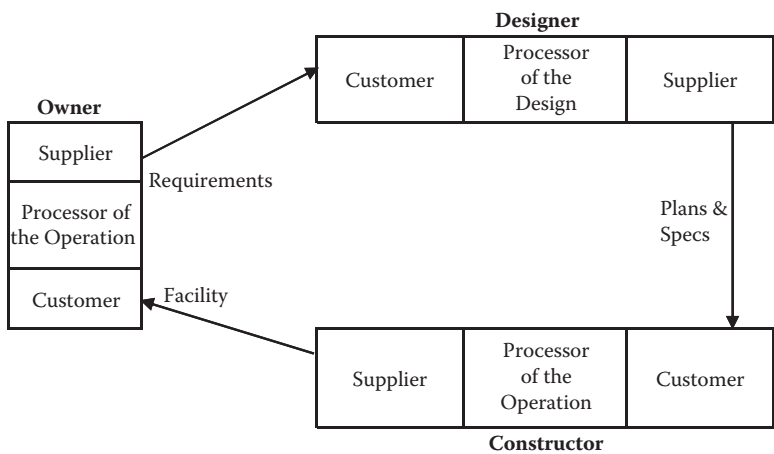 Designer
Customer
Processor
of the
Design
Supplier
Owner
Supplier
Processor of
the Operation
Customer
Requirements
Plans &
Specs
Facility
Supplier
Processor
of the
Operation
Customer
Constructor